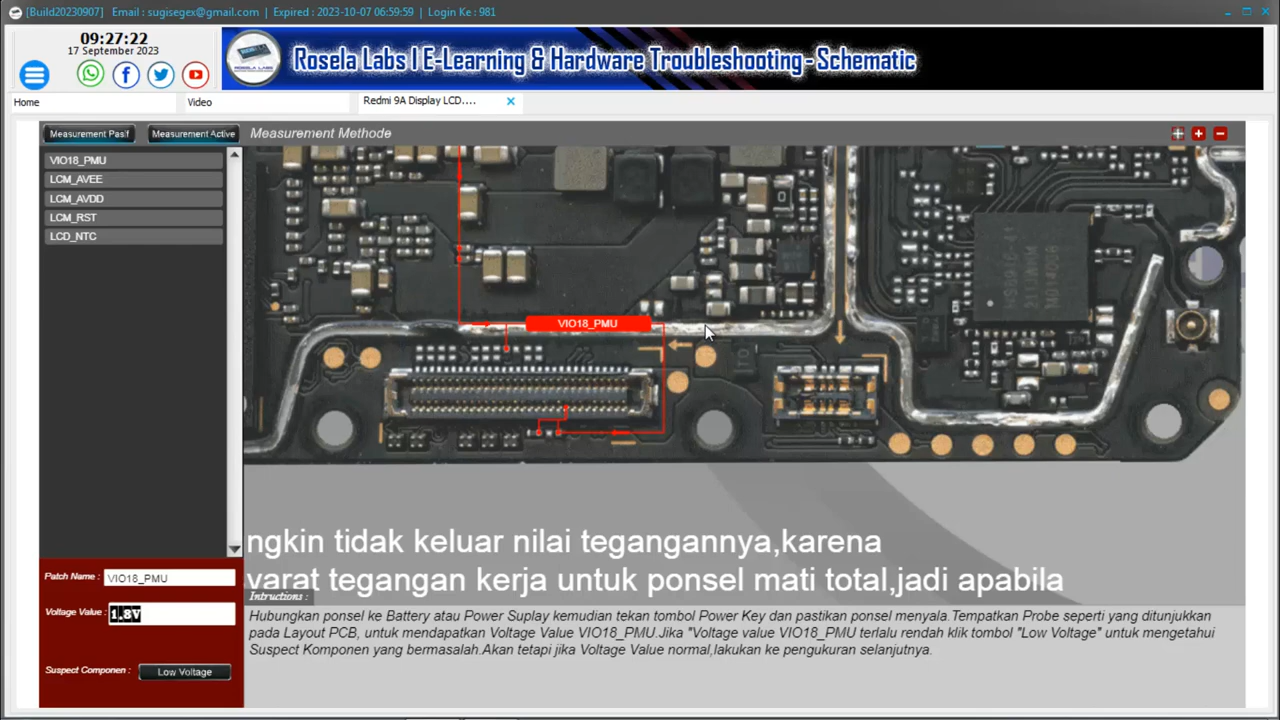 [Build20230907] Email : sugisegex@gmail.com | Expired : 2023-10-07 06:59:59 | Login Ke : 981
09:27:22
17 September 2023
Rosela Labs I E-Learning & Hardware Troubleshooting - Schematic
Home
Video
Redmi 9A Display LCD....
Measurement Pasif
Measurement Active
Measurement Methode
VIO18_PMU
LCM_AVEE
LCM_AVDD
LCM_RST
LCD_NTC
VIO18_PMU
ngkin tidak keluar nilai tegangannya,karena
yarat tegangan kerja untuk ponsel mati total,jadi apabila
Patch Name :
VIO18_PMU
Voltage Value :
1.8V
Suspect Component :
Low Voltage
Intructions :
Hubungkan ponsel ke Battery atau Power Suplay kemudian tekan tombol Power Key dan pastikan ponsel menyala.Tempatkan Probe seperti yang ditunjukkan
pada Layout PCB, untuk mendapatkan Voltage Value VIO18_PMU.Jika "Voltage value VIO18_PMU terlalu rendah klik tombol "Low Voltage" untuk mengetahui
Suspect Komponen yang bermasalah.Akan tetapi jika Voltage Value normal,lakukan ke pengukuran selanjutnya.